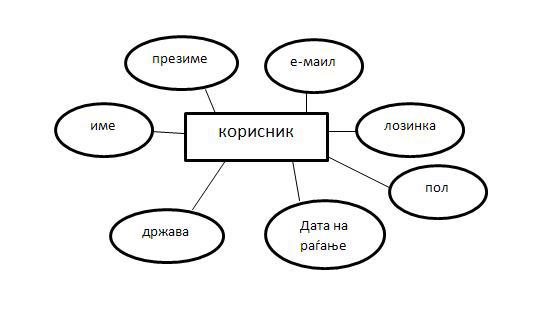 презиме
е-маил
име
корисник
лозинка
пол
држава
Дата на
раѓање